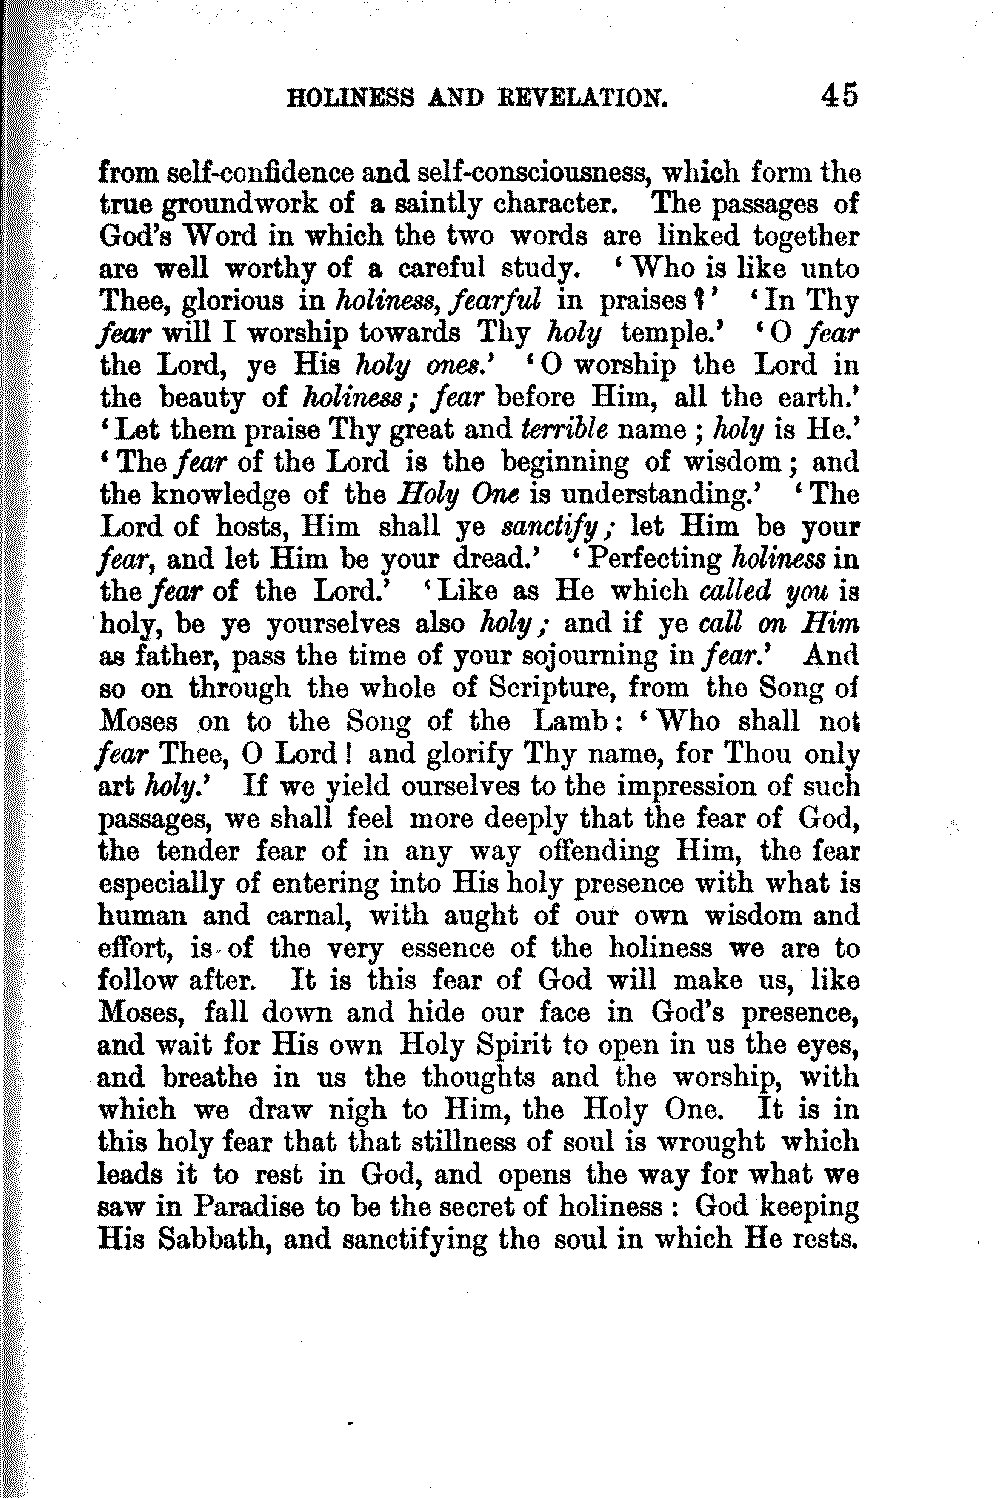 HOLINESS AND REVELATION. 45
from self-confidence and self-consciousness, which form the
true groundwork of a saintly character. The passages of
God's Word in which the two words are linked together
are well worthy of a careful study. ‘Who is like unto
Thee, glorious in holiness, fearful in praises?’ ‘In Thy
fear will I worship towards Thy holy temple.’ ‘O fear
the Lord, ye His holy ones.’ ‘O worship the Lord in
the beauty of holiness; fear before Him, all the earth.’
‘Let them praise Thy great and terrible name; holy is He.’
‘The fear of the Lord is the beginning of wisdom; and
the knowledge of the Holy One is understanding.’ ‘The
Lord of hosts, Him shall ye sanctify; let Him be your
fear, and let Him be your dread.’ ‘Perfecting holiness in
the fear of the Lord.’ ‘Like as He which called you is
holy, be ye yourselves also holy; and if ye call on Him
as father, pass the time of your sojourning in fear.’ And
so on through the whole of Scripture, from the Song of
Moses on to the Song of the Lamb: ‘Who shall not
fear Thee, O Lord! and glorify Thy name, for Thou only
art holy.’ If we yield ourselves to the impression of such
passages, we shall feel more deeply that the fear of God,
the tender fear of in any way offending Him, the fear
especially of entering into His holy presence with what is
human and carnal, with aught of our own wisdom and
effort, is of the very essence of the holiness we are to
follow after. It is this fear of God will make us, like
Moses, fall down and hide our face in God's presence,
and wait for His own Holy Spirit to open in us the eyes,
and breathe in us the thoughts and the worship, with
which we draw nigh to Him, the Holy One. It is in
this holy fear that that stillness of soul is wrought which
leads it to rest in God, and opens the way for what we
saw in Paradise to be the secret of holiness: God keeping
His Sabbath, and sanctifying the soul in which He rests.